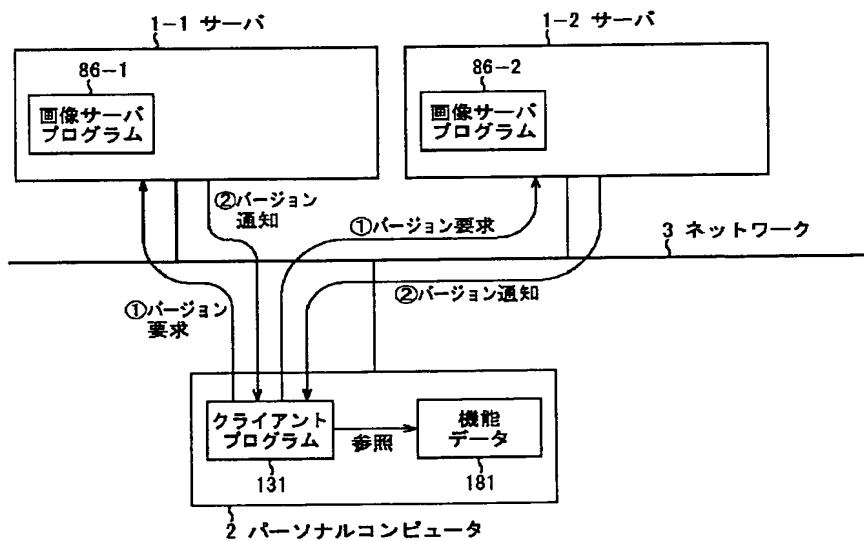 1-1 サーバ
1-2 サーバ
86-1
画像サーバ
プログラム
86-2
画像サーバ
プログラム
②バージョン
通知
①バージョン要求
3 ネットワーク
①バージョン
要求
②バージョン通知
クライアント
プログラム
参照
機能
データ
131
181
2 パーソナルコンピュータ